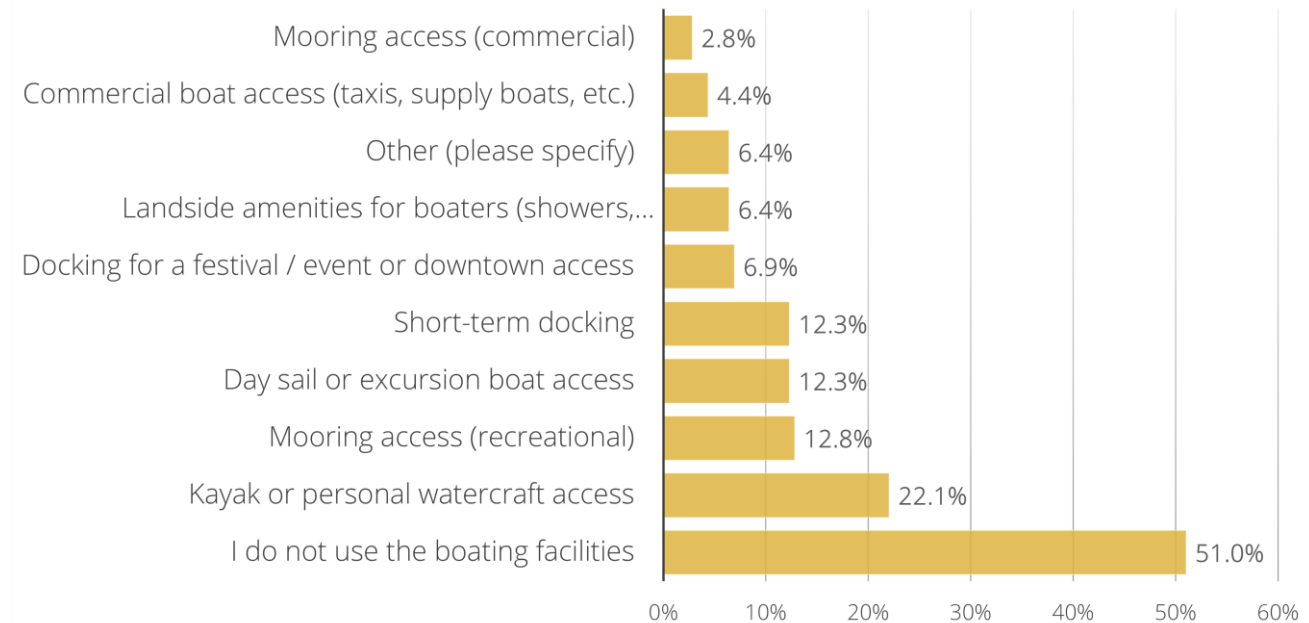 Mooring access (commercial) 2.8%
Commercial boat access (taxis, supply boats, etc.) 4.4%
Other (please specify) 6.4%
Landside amenities for boaters (showers,... 6.4%
Docking for a festival / event or downtown access 6.9%
Short-term docking 12.3%
Day sail or excursion boat access 12.3%
Mooring access (recreational) 12.8%
Kayak or personal watercraft access 22.1%
I do not use the boating facilities 51.0%
0% 10% 20% 30% 40% 50% 60%